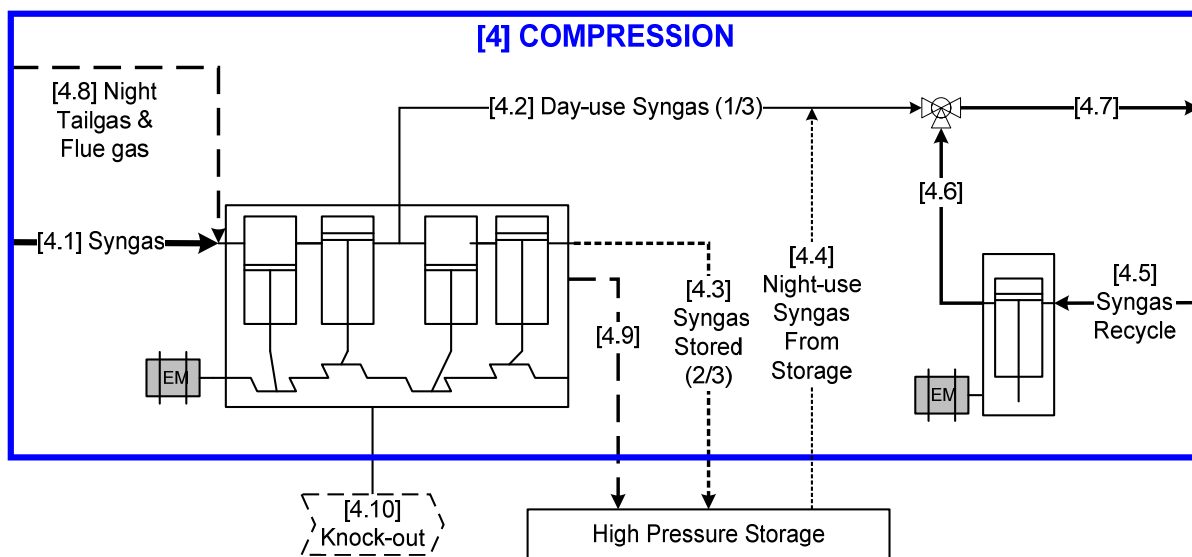 [4] COMPRESSION
[4.8] Night
Tailgas &
Flue gas
[4.2] Day-use Syngas (1/3)
[4.7]
[4.6]
[4.1] Syngas
[4.9]
[4.3]
Syngas
Stored
(2/3)
[4.4]
Night-use
Syngas
From
Storage
[4.5]
Syngas
Recycle
EM
EM
[4.10]
Knock-out
High Pressure Storage